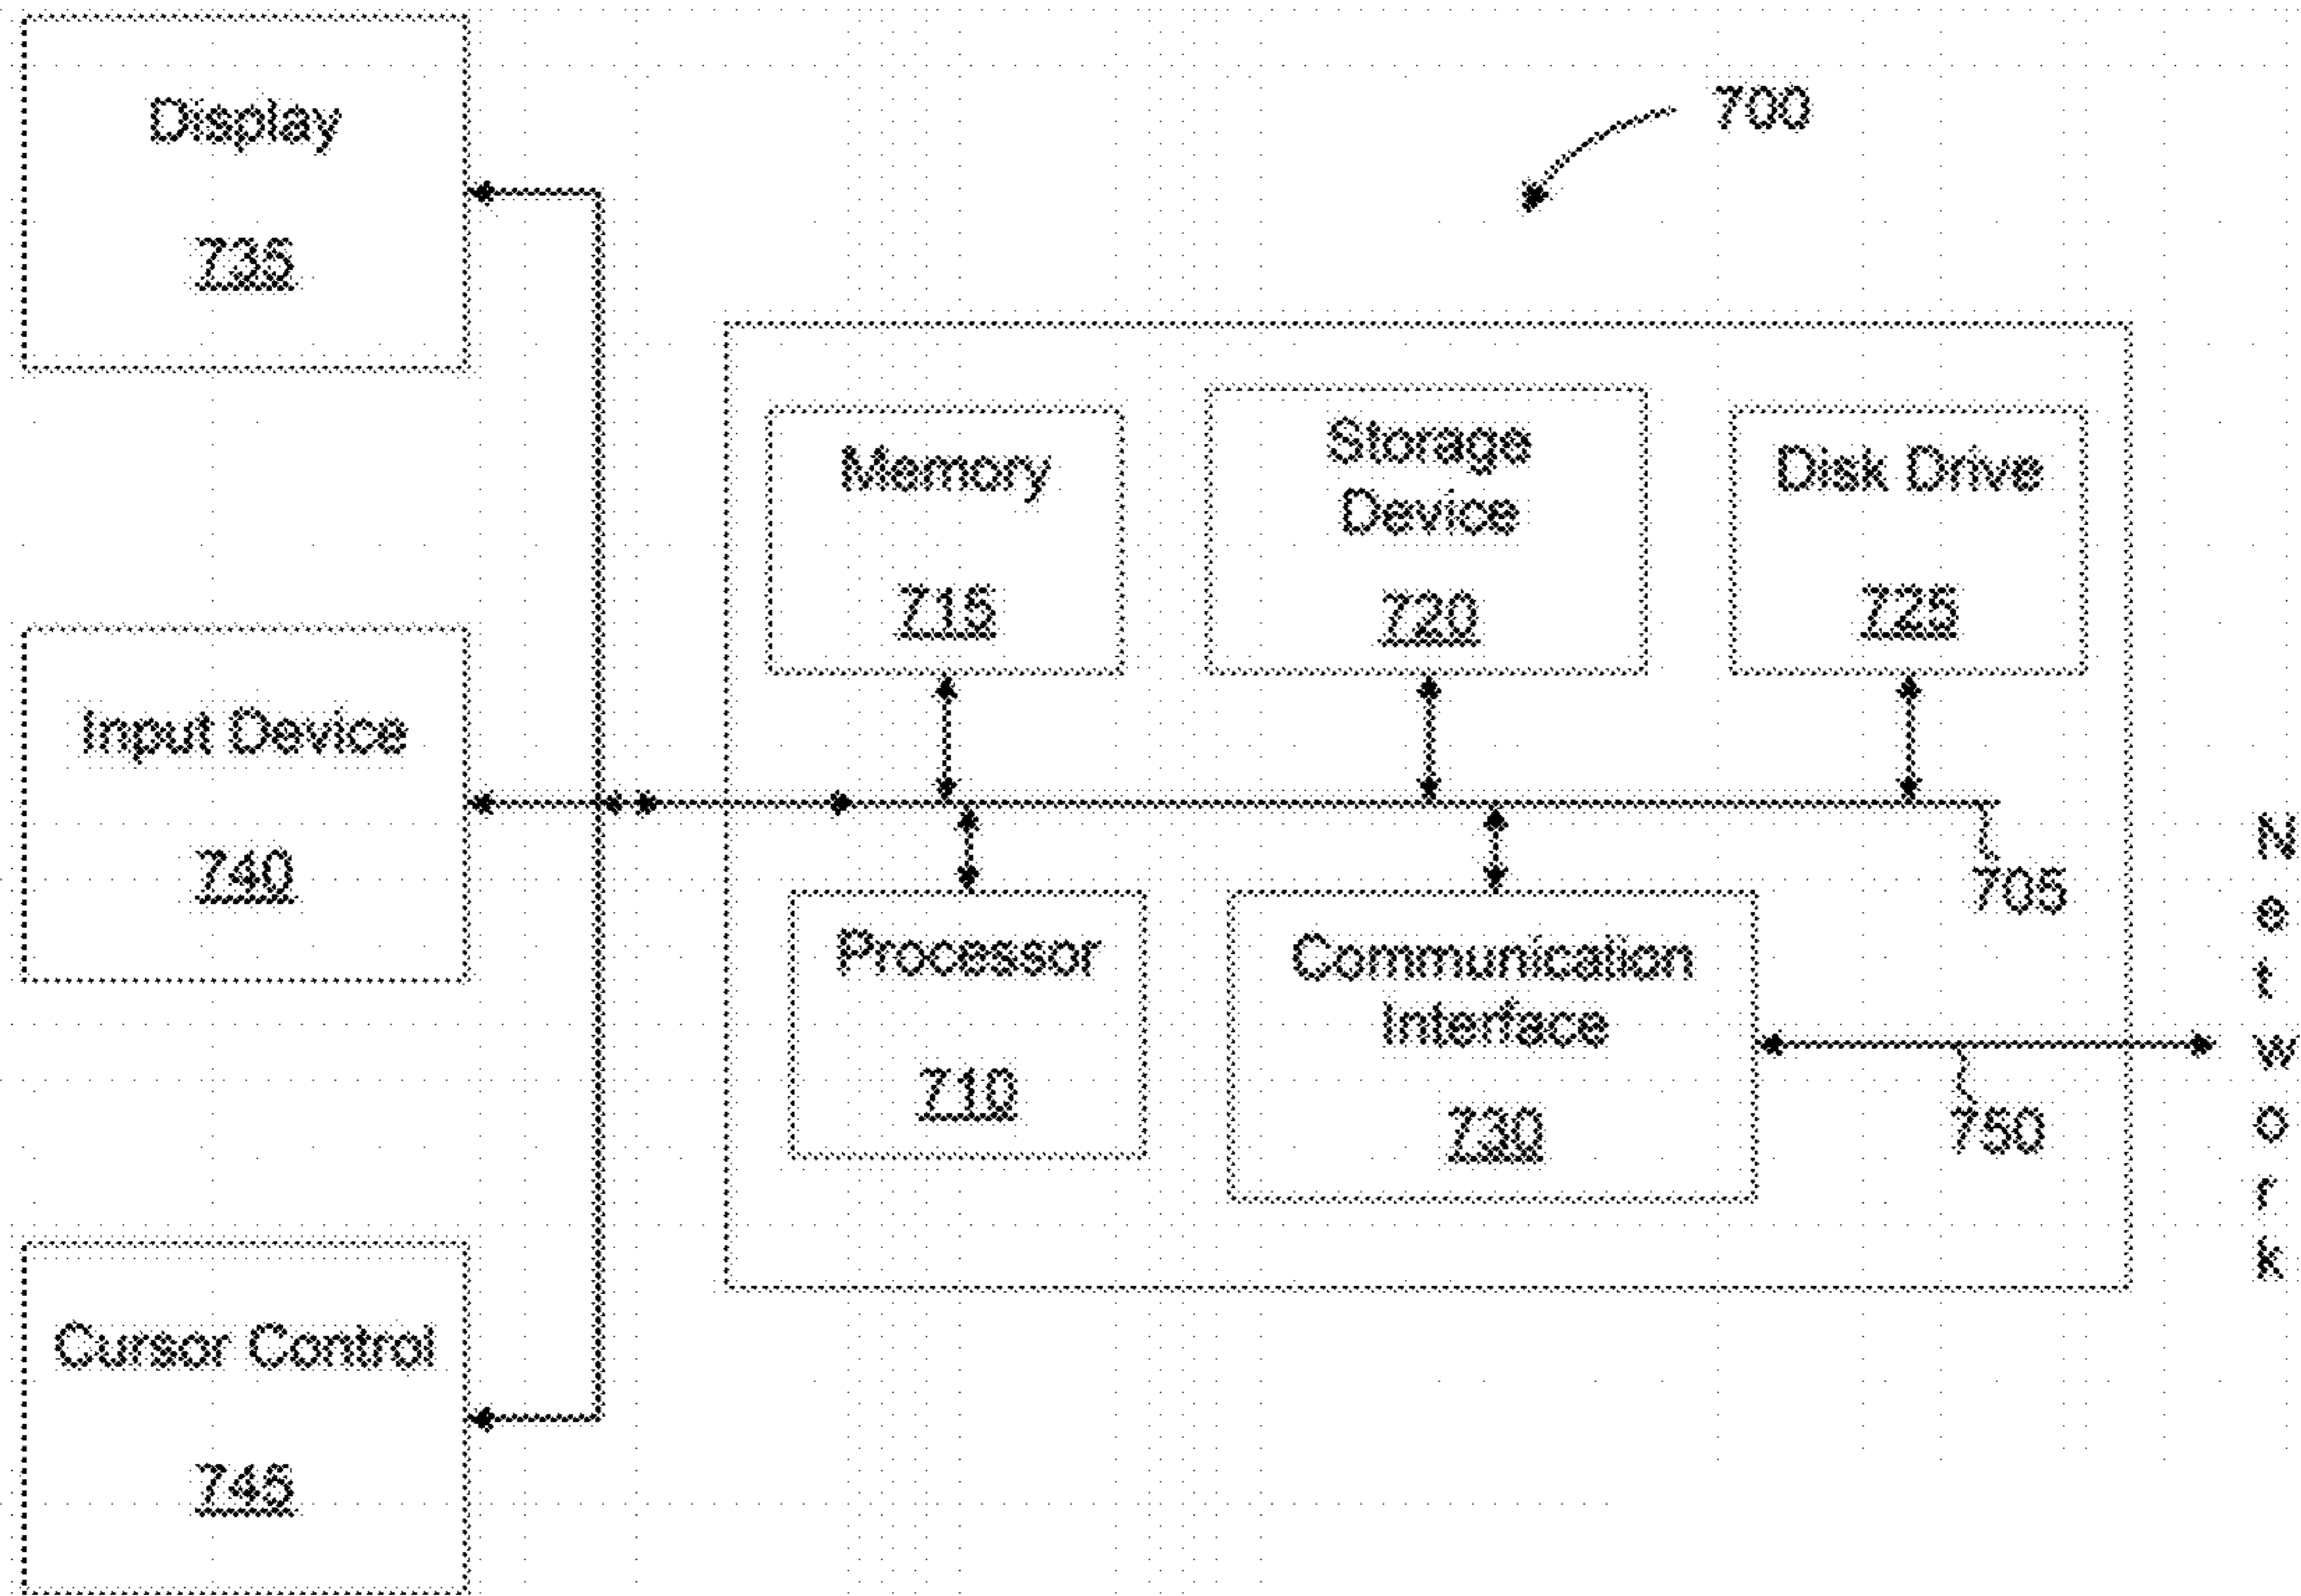 Display
735
700
Memory
715
Storage
Device
720
Disk Drive
725
Input Device
740
705
Processor
710
Communication
Interface
730
750
Network
Cursor Control
745